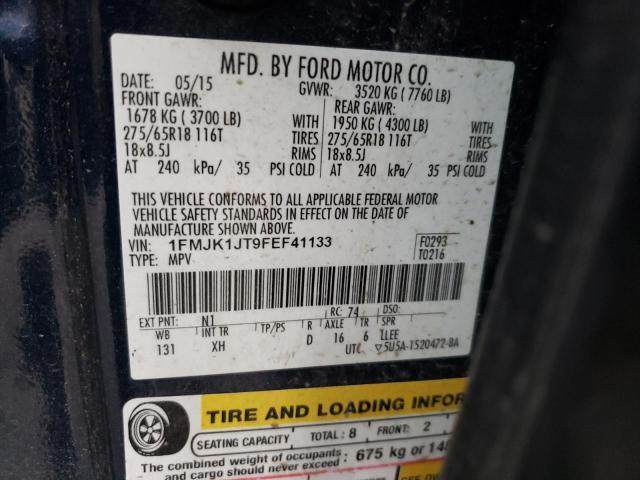 MFD. BY FORD MOTOR CO.
DATE: 05/15 GVWR: 3520 KG ( 7760 LB)
FRONT GAWR: REAR GAWR:
1678 KG ( 3700 LB) WITH 1950 KG ( 4300 LB) WITH
275/65R18 116T TIRES 275/65R18 116T TIRES
18x8.5J RIMS 18x8.5J RIMS
AT 240 kPa/ 35 PSI COLD AT 240 kPa/ 35 PSI COLD
THIS VEHICLE CONFORMS TO ALL APPLICABLE FEDERAL MOTOR
VEHICLE SAFETY STANDARDS IN EFFECT ON THE DATE OF
MANUFACTURE SHOWN ABOVE.
VIN: 1FMJK1JT9FEF41133 F0293
TYPE: MPV T0216
EXT PNT: N1 RC: 74 DSO:
WB INT TR TP/PS R AXLE TR SPR
131 XH D 16 6 LLEE
UTC ▽5U5A-1520472-BA
TIRE AND LOADING INFOR
SEATING CAPACITY TOTAL: 8 FRONT: 2
The combined weight of occupants
and cargo should never exceed: 675 kg or 148